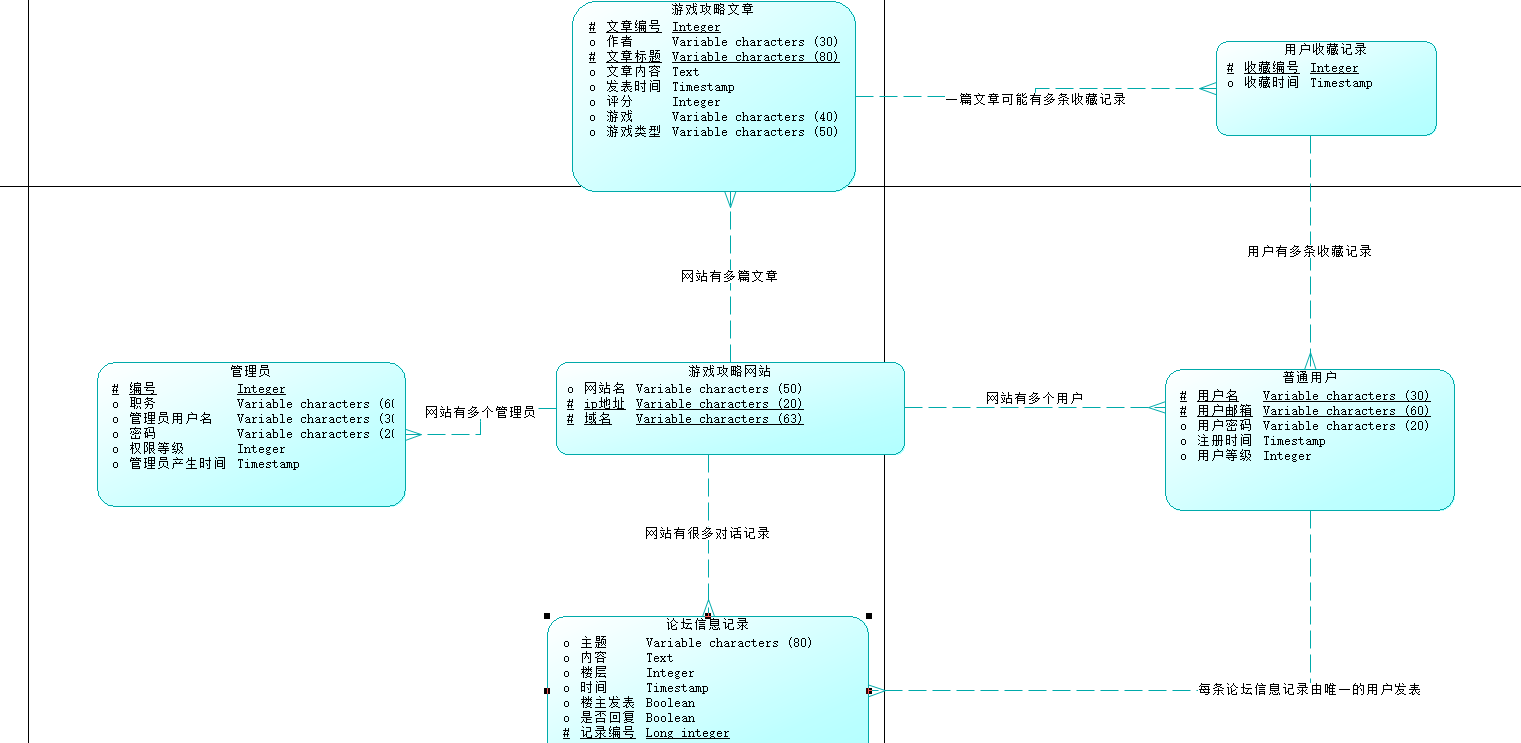 游戏攻略文章
# 文章编号 Integer
o 作者 Variable characters (30)
# 文章标题 Variable characters (80)
o 文章内容 Text
o 发表时间 Timestamp
o 评分 Integer
o 游戏 Variable characters (40)
o 游戏类型 Variable characters (50)
用户收藏记录
# 收藏编号 Integer
o 收藏时间 Timestamp
一篇文章可能有多条收藏记录
用户有多条收藏记录
网站有多篇文章
管理员
# 编号 Integer
o 职务 Variable characters (60
o 管理员用户名 Variable characters (30
o 密码 Variable characters (20
o 权限等级 Integer
o 管理员产生时间 Timestamp
网站有多个管理员
游戏攻略网站
o 网站名 Variable characters (50)
# ip地址 Variable characters (20)
# 域名 Variable characters (63)
网站有多个用户
普通用户
# 用户名 Variable characters (30)
# 用户邮箱 Variable characters (60)
o 用户密码 Variable characters (20)
o 注册时间 Timestamp
o 用户等级 Integer
网站有很多对话记录
论坛信息记录
o 主题 Variable characters (80)
o 内容 Text
o 楼层 Integer
o 时间 Timestamp
o 楼主发表 Boolean
o 是否回复 Boolean
# 记录编号 Long integer
每条论坛信息记录由唯一的用户发表